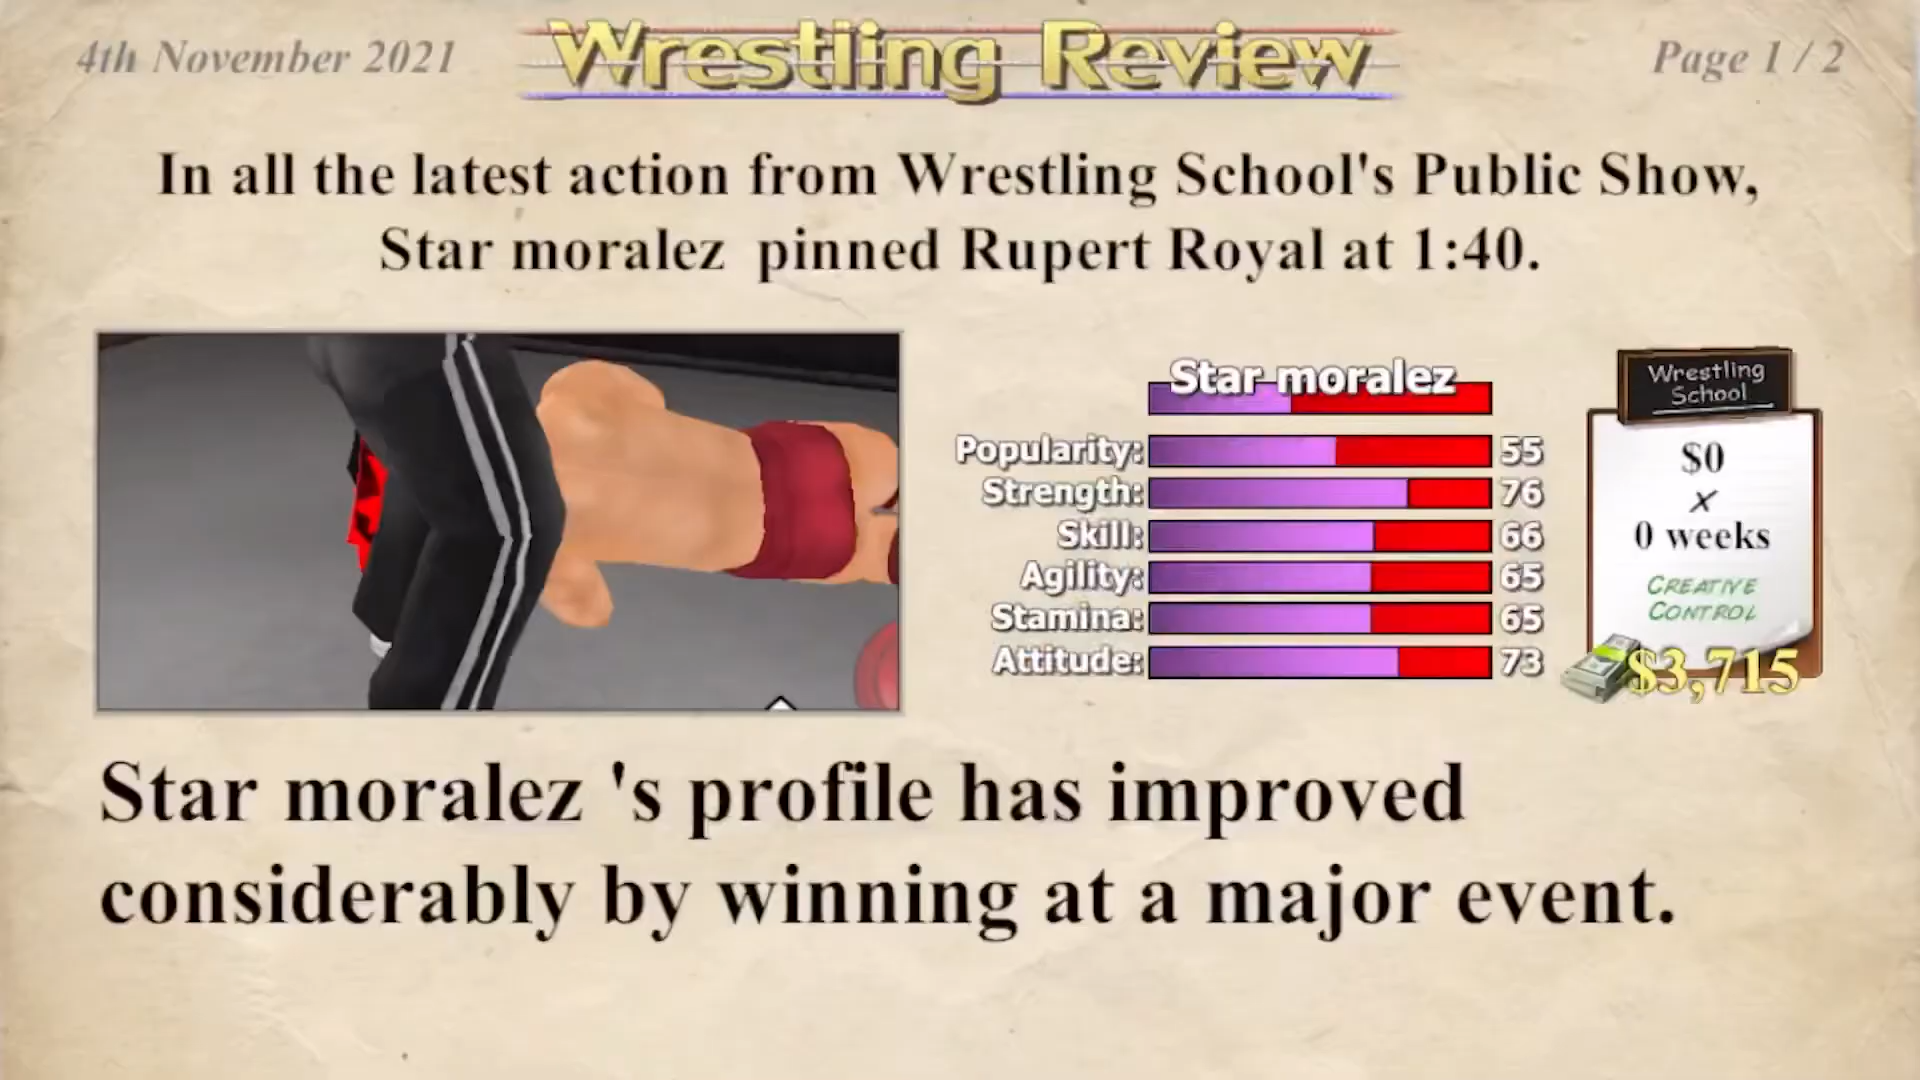 4th November 2021
Wrestling Review
Page 1 / 2
In all the latest action from Wrestling School's Public Show,
Star moralez pinned Rupert Royal at 1:40.
Star moralez
Popularity: 55
Strength: 76
Skill: 66
Agility: 65
Stamina: 65
Attitude: 73
Wrestling
School
$0
x
0 weeks
CREATIVE
CONTROL
$3,715
Star moralez 's profile has improved
considerably by winning at a major event.